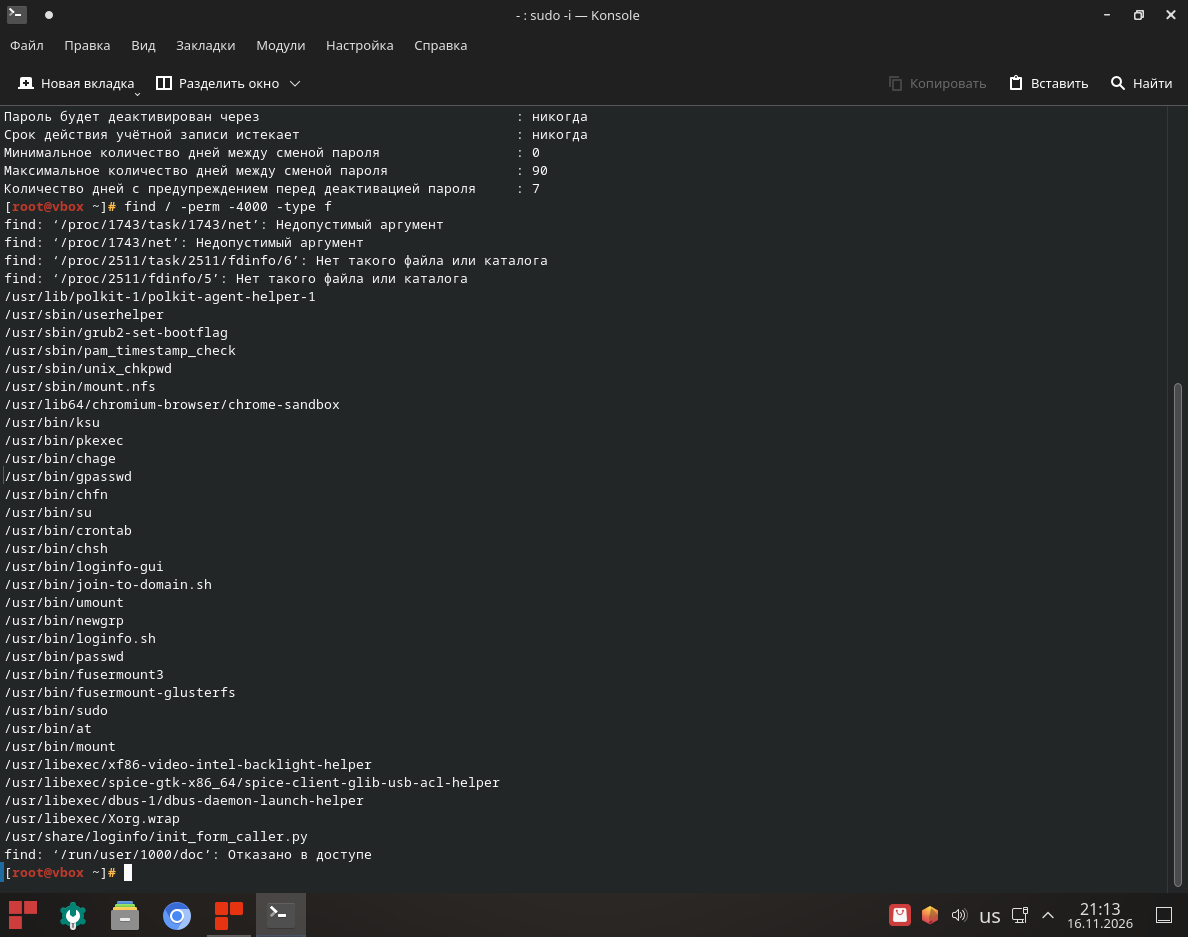 - : sudo -i — Konsole
Файл Правка Вид Закладки Модули Настройка Справка
Новая вкладка Разделить окно Копировать Вставить Найти
Пароль будет деактивирован через : никогда
Срок действия учётной записи истекает : никогда
Минимальное количество дней между сменой пароля : 0
Максимальное количество дней между сменой пароля : 90
Количество дней с предупреждением перед деактивацией пароля : 7
[root@vbox ~]# find / -perm -4000 -type f
find: ‘/proc/1743/task/1743/net’: Недопустимый аргумент
find: ‘/proc/1743/net’: Недопустимый аргумент
find: ‘/proc/2511/task/2511/fdinfo/6’: Нет такого файла или каталога
find: ‘/proc/2511/fdinfo/5’: Нет такого файла или каталога
/usr/lib/polkit-1/polkit-agent-helper-1
/usr/sbin/userhelper
/usr/sbin/grub2-set-bootflag
/usr/sbin/pam_timestamp_check
/usr/sbin/unix_chkpwd
/usr/sbin/mount.nfs
/usr/lib64/chromium-browser/chrome-sandbox
/usr/bin/ksu
/usr/bin/pkexec
/usr/bin/chage
/usr/bin/gpasswd
/usr/bin/chfn
/usr/bin/su
/usr/bin/crontab
/usr/bin/chsh
/usr/bin/loginfo-gui
/usr/bin/join-to-domain.sh
/usr/bin/umount
/usr/bin/newgrp
/usr/bin/loginfo.sh
/usr/bin/passwd
/usr/bin/fusermount3
/usr/bin/fusermount-glusterfs
/usr/bin/sudo
/usr/bin/at
/usr/bin/mount
/usr/libexec/xf86-video-intel-backlight-helper
/usr/libexec/spice-gtk-x86_64/spice-client-glib-usb-acl-helper
/usr/libexec/dbus-1/dbus-daemon-launch-helper
/usr/libexec/Xorg.wrap
/usr/share/loginfo/init_form_caller.py
find: ‘/run/user/1000/doc’: Отказано в доступе
[root@vbox ~]#
us 21:13
16.11.2026